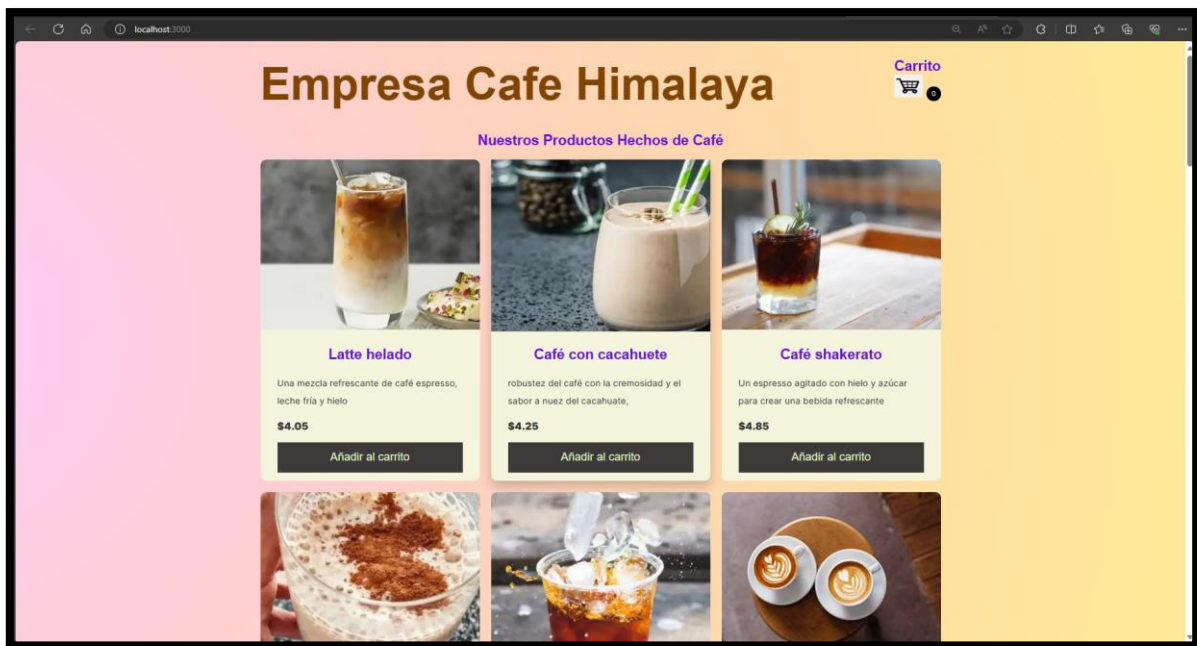 localhost:3000
Empresa Cafe Himalaya
Carrito
0
Nuestros Productos Hechos de Café
Latte helado
Una mezcla refrescante de café espresso,
leche fría y hielo
$4.05
Añadir al carrito
Café con cacahuete
robustez del café con la cremosidad y el
sabor a nuez del cacahuate,
$4.25
Añadir al carrito
Café shakerato
Un espresso agitado con hielo y azúcar
para crear una bebida refrescante
$4.85
Añadir al carrito